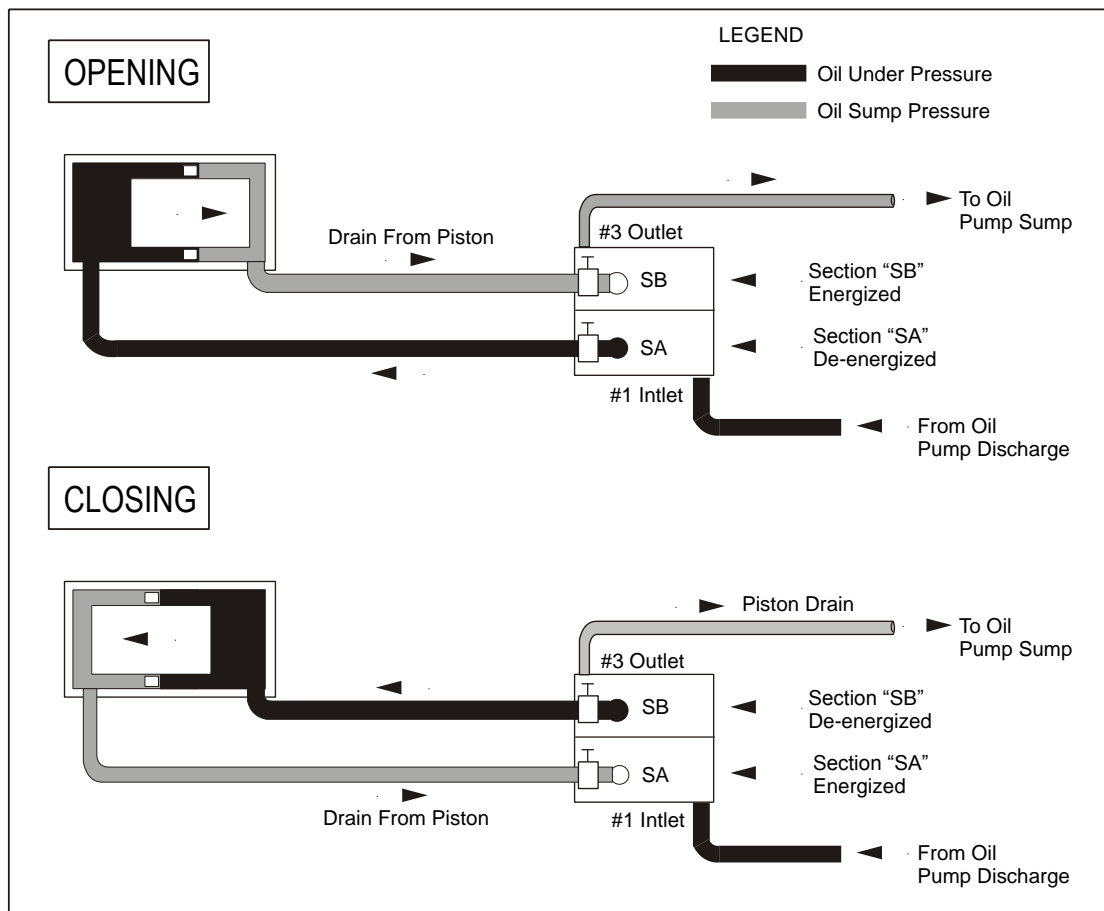 LEGEND
OPENING
Oil Under Pressure
Oil Sump Pressure
To Oil
Pump Sump
Drain From Piston
#3 Outlet
SB
Section “SB”
Energized
SA
Section “SA”
De-energized
#1 Intlet
From Oil
Pump Discharge
CLOSING
Piston Drain
To Oil
Pump Sump
#3 Outlet
SB
Section “SB”
De-energized
SA
Section “SA”
Energized
Drain From Piston
#1 Intlet
From Oil
Pump Discharge